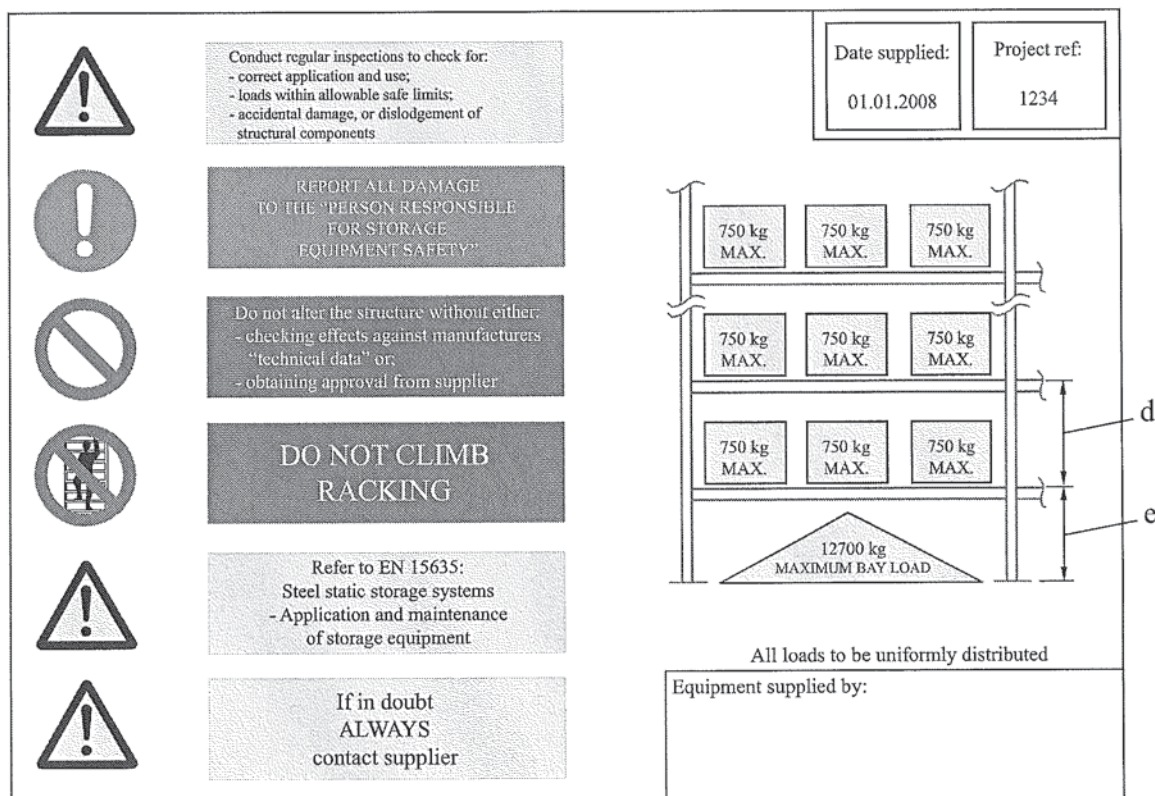 Conduct regular inspections to check for:
- correct application and use;
- loads within allowable safe limits;
- accidental damage, or dislodgement of
structural components
REPORT ALL DAMAGE
TO THE “PERSON RESPONSIBLE
FOR STORAGE
EQUIPMENT SAFETY”
Do not alter the structure without either:
- checking effects against manufacturers
“technical data” or;
- obtaining approval from supplier
DO NOT CLIMB
RACKING
Refer to EN 15635:
Steel static storage systems
- Application and maintenance
of storage equipment
If in doubt
ALWAYS
contact supplier
Date supplied:
01.01.2008
Project ref:
1234
750 kg
MAX.
750 kg
MAX.
750 kg
MAX.
750 kg
MAX.
750 kg
MAX.
750 kg
MAX.
d
750 kg
MAX.
750 kg
MAX.
750 kg
MAX.
e
12700 kg
MAXIMUM BAY LOAD
All loads to be uniformly distributed
Equipment supplied by: